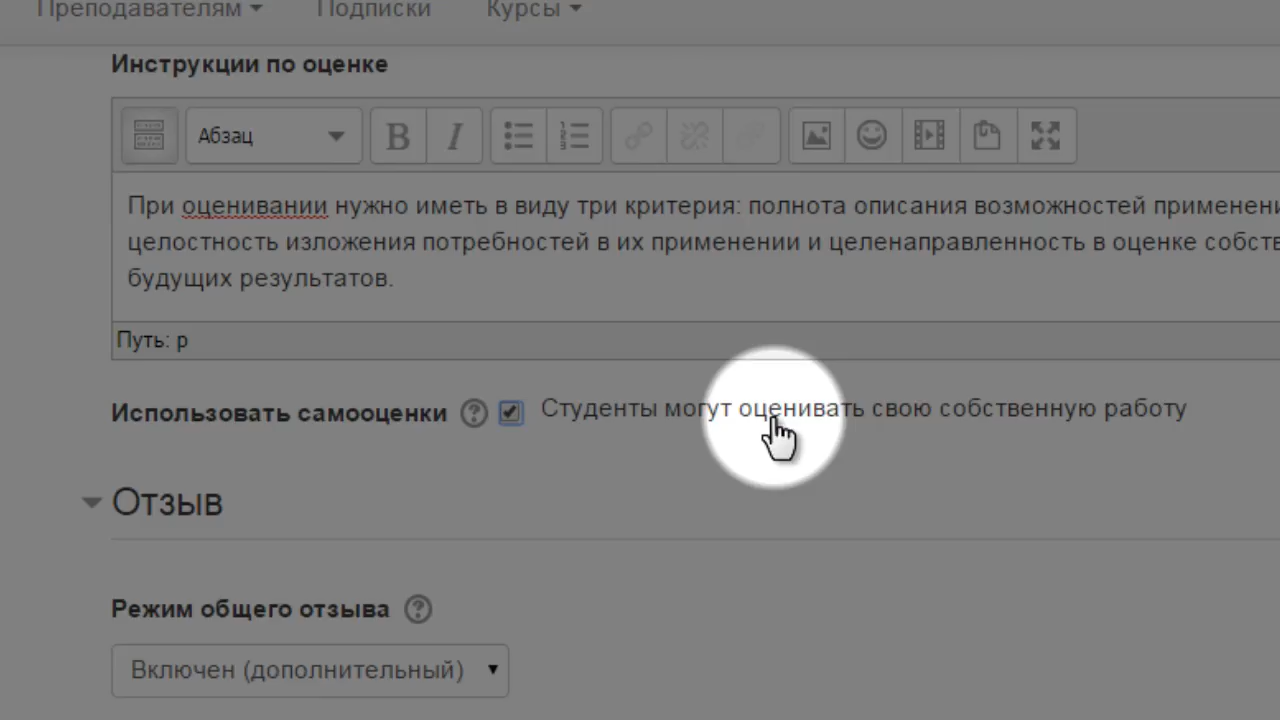 Преподавателям Подписки Курсы
Инструкции по оценке
Абзац B I
При оценивании нужно иметь в виду три критерия: полнота описания возможностей
целостность изложения потребностей в их применении и целенаправленность в оценке
будущих результатов.
Путь: p
Использовать самооценки ? Студенты могут оценивать свою собственную работу
Отзыв
Режим общего отзыва ?
Включен (дополнительный)